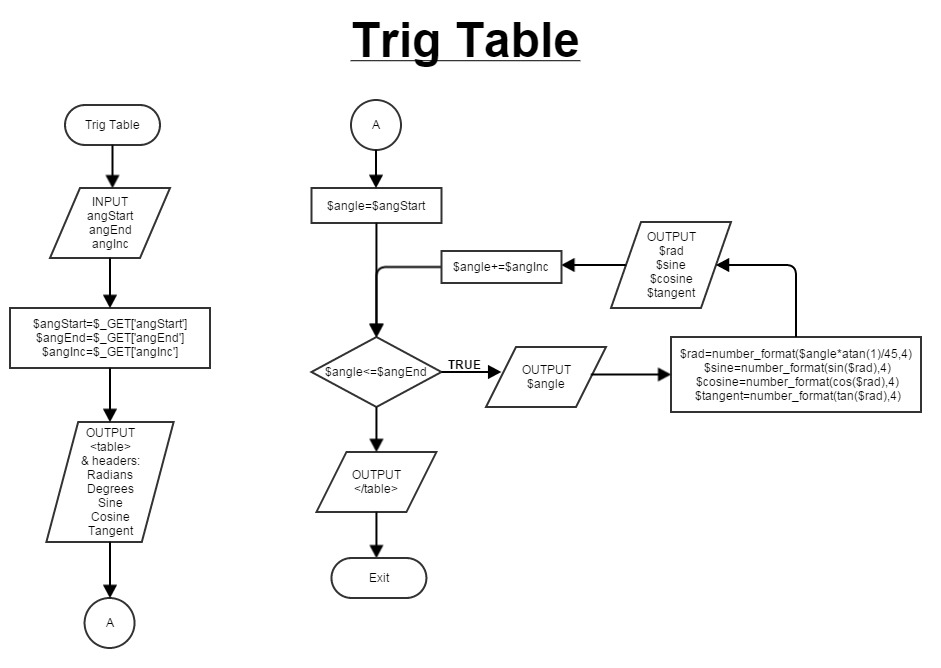 Trig Table
Trig Table
INPUT
angStart
angEnd
angInc
$angStart=$_GET['angStart']
$angEnd=$_GET['angEnd']
$angInc=$_GET['angInc']
OUTPUT
<table>
& headers:
Radians
Degrees
Sine
Cosine
Tangent
A
A
$angle=$angStart
$angle+=$angInc
OUTPUT
$rad
$sine
$cosine
$tangent
$angle<=$angEnd
TRUE
OUTPUT
$angle
$rad=number_format($angle*atan(1)/45,4)
$sine=number_format(sin($rad),4)
$cosine=number_format(cos($rad),4)
$tangent=number_format(tan($rad),4)
OUTPUT
</table>
Exit